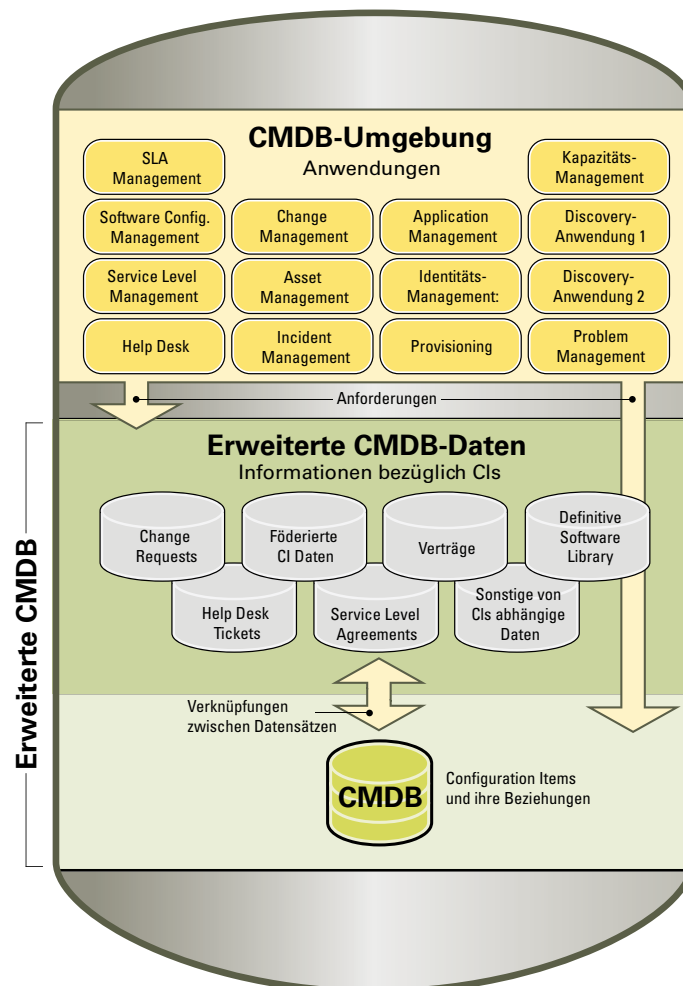 CMDB-Umgebung
Anwendungen
SLA
Management
Kapazitäts-
Management
Software Config.
Management
Change
Management
Application
Management
Discovery-
Anwendung 1
Service Level
Management
Asset
Management
Identitäts-
Management:
Discovery-
Anwendung 2
Help Desk
Incident
Management
Provisioning
Problem
Management
Anforderungen
Erweiterte CMDB
Erweiterte CMDB-Daten
Informationen bezüglich CIs
Change
Requests
Föderierte
CI Daten
Verträge
Definitive
Software
Library
Help Desk
Tickets
Service Level
Agreements
Sonstige von
CIs abhängige
Daten
Verknüpfungen
zwischen Datensätzen
CMDB
Configuration Items
und ihre Beziehungen